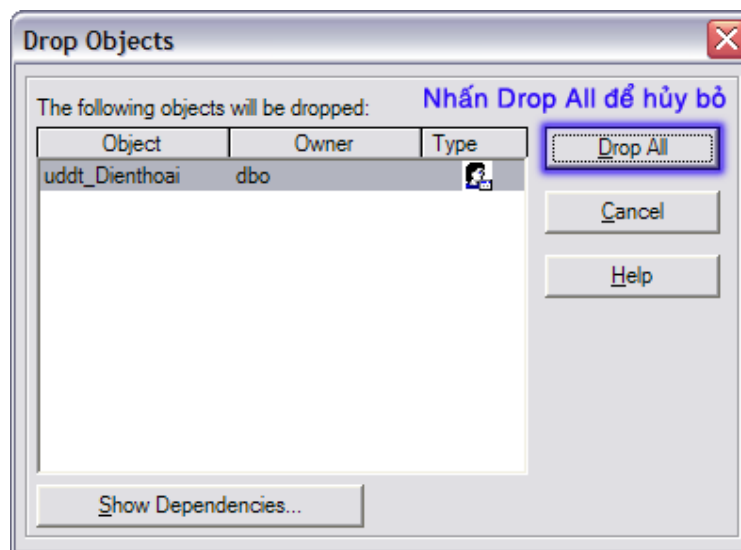 Drop Objects
The following objects will be dropped:
Nhấn Drop All để hủy bỏ
Object Owner Type
Drop All
uddt_Dienthoai dbo
Cancel
Help
Show Dependencies...